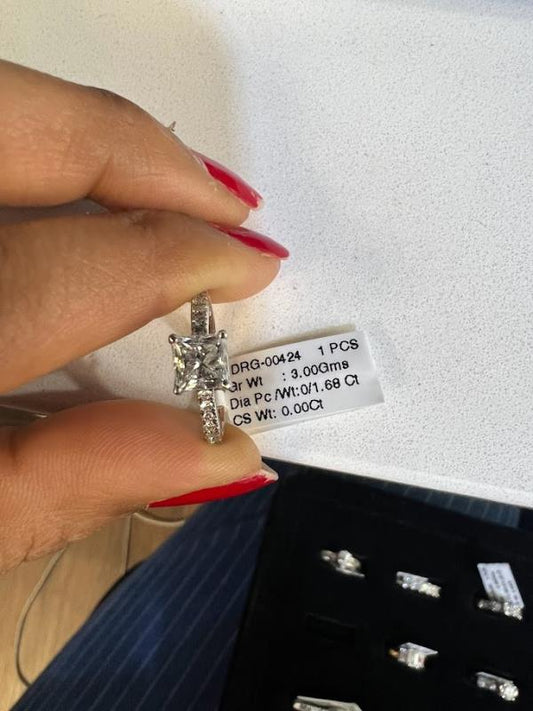 DRG-00424 1 PCS
Gr Wt : 3.00Gms
Dia Pc/Wt:0/1.68 Ct
CS Wt: 0.00Ct